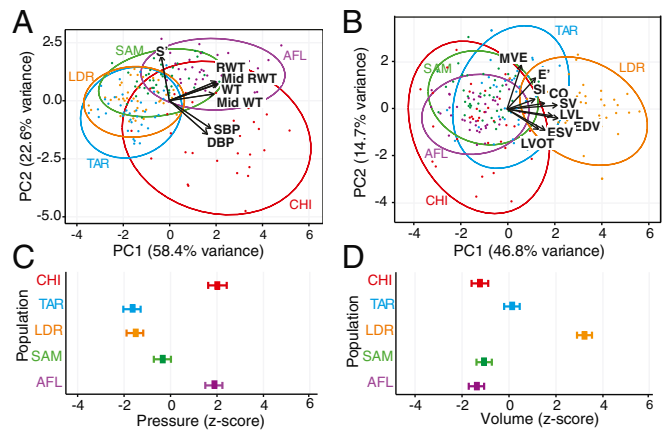 A
SAM
S'
AFL
LDR
RWT
Mid RWT
WT
Mid WT
SBP
DBP
TAR
CHI
2.5
0.0
-2.5
5.0
PC2 (22.6% variance)
-4 -2 0 2 4 6
PC1 (58.4% variance)
B
TAR
MVE
SAM
E'
LDR
SI CO
SV
LVL
EDV
ESV
LVOT
AFL
CHI
2
0
-2
-4
PC2 (14.7% variance)
-4 -2 0 2 4 6
PC1 (46.8% variance)
C
CHI
TAR
LDR
SAM
AFL
Population
-4 -2 0 2 4 6
Pressure (z-score)
D
CHI
TAR
LDR
SAM
AFL
Population
-4 -2 0 2 4 6
Volume (z-score)